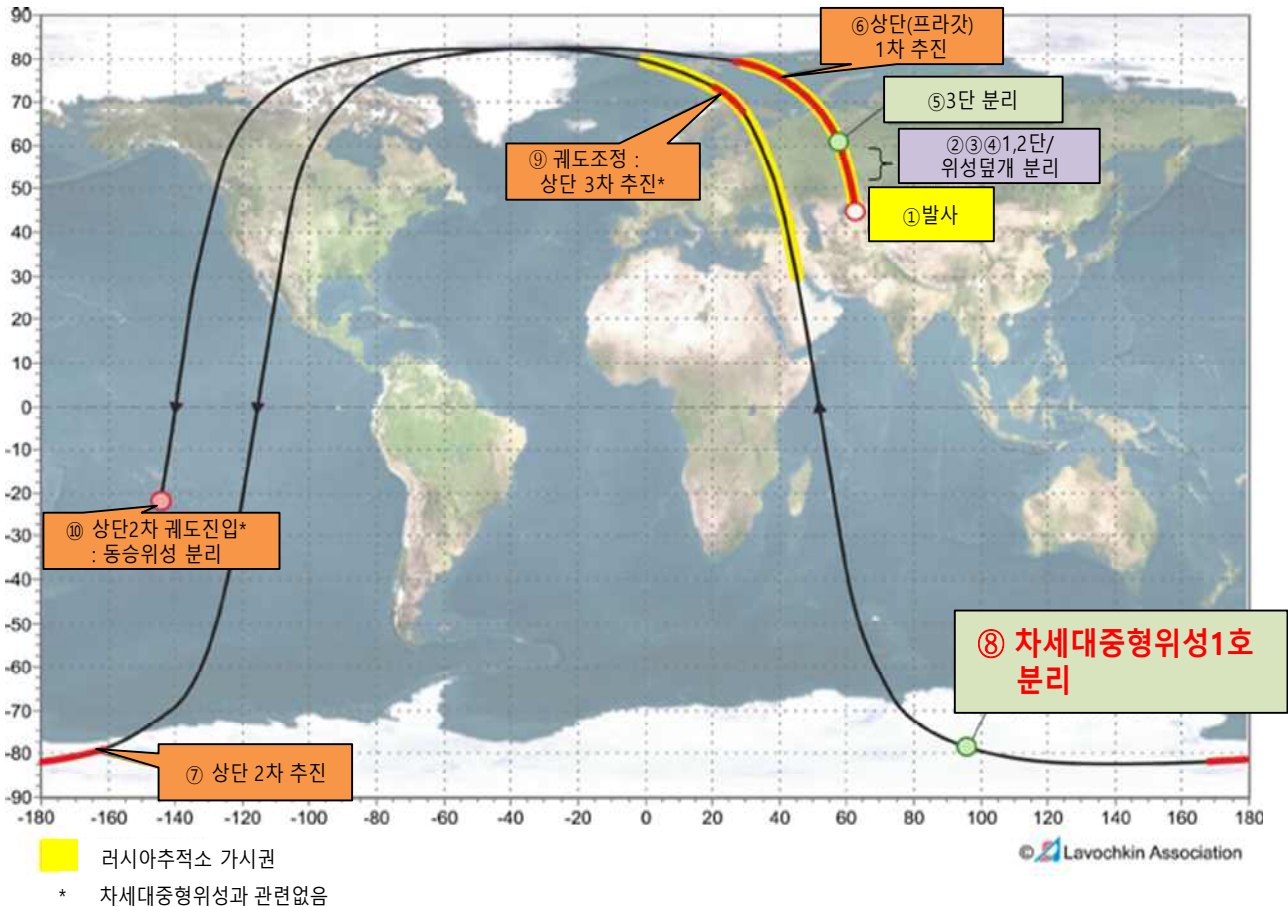 ⑥상단(프라갓)
1차 추진
⑤3단 분리
②③④1,2단/
위성덮개 분리
①발사
⑨ 궤도조정 :
상단 3차 추진*
⑩ 상단2차 궤도진입*
: 동승위성 분리
⑧ 차세대중형위성1호
분리
⑦ 상단 2차 추진
90
80
70
60
50
40
30
20
10
0
-10
-20
-30
-40
-50
-60
-70
-80
-90
-180 -160 -140 -120 -100 -80 -60 -40 -20 0 20 40 60 80 100 120 140 160 180
러시아추적소 가시권
© Lavochkin Association
* 차세대중형위성과 관련없음